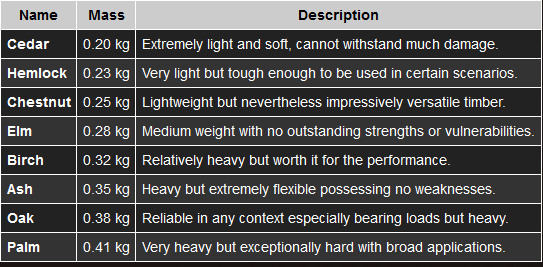 Name Mass Description
Cedar 0.20 kg Extremely light and soft, cannot withstand much damage.
Hemlock 0.23 kg Very light but tough enough to be used in certain scenarios.
Chestnut 0.25 kg Lightweight but nevertheless impressively versatile timber.
Elm 0.28 kg Medium weight with no outstanding strengths or vulnerabilities.
Birch 0.32 kg Relatively heavy but worth it for the performance.
Ash 0.35 kg Heavy but extremely flexible possessing no weaknesses.
Oak 0.38 kg Reliable in any context especially bearing loads but heavy.
Palm 0.41 kg Very heavy but exceptionally hard with broad applications.